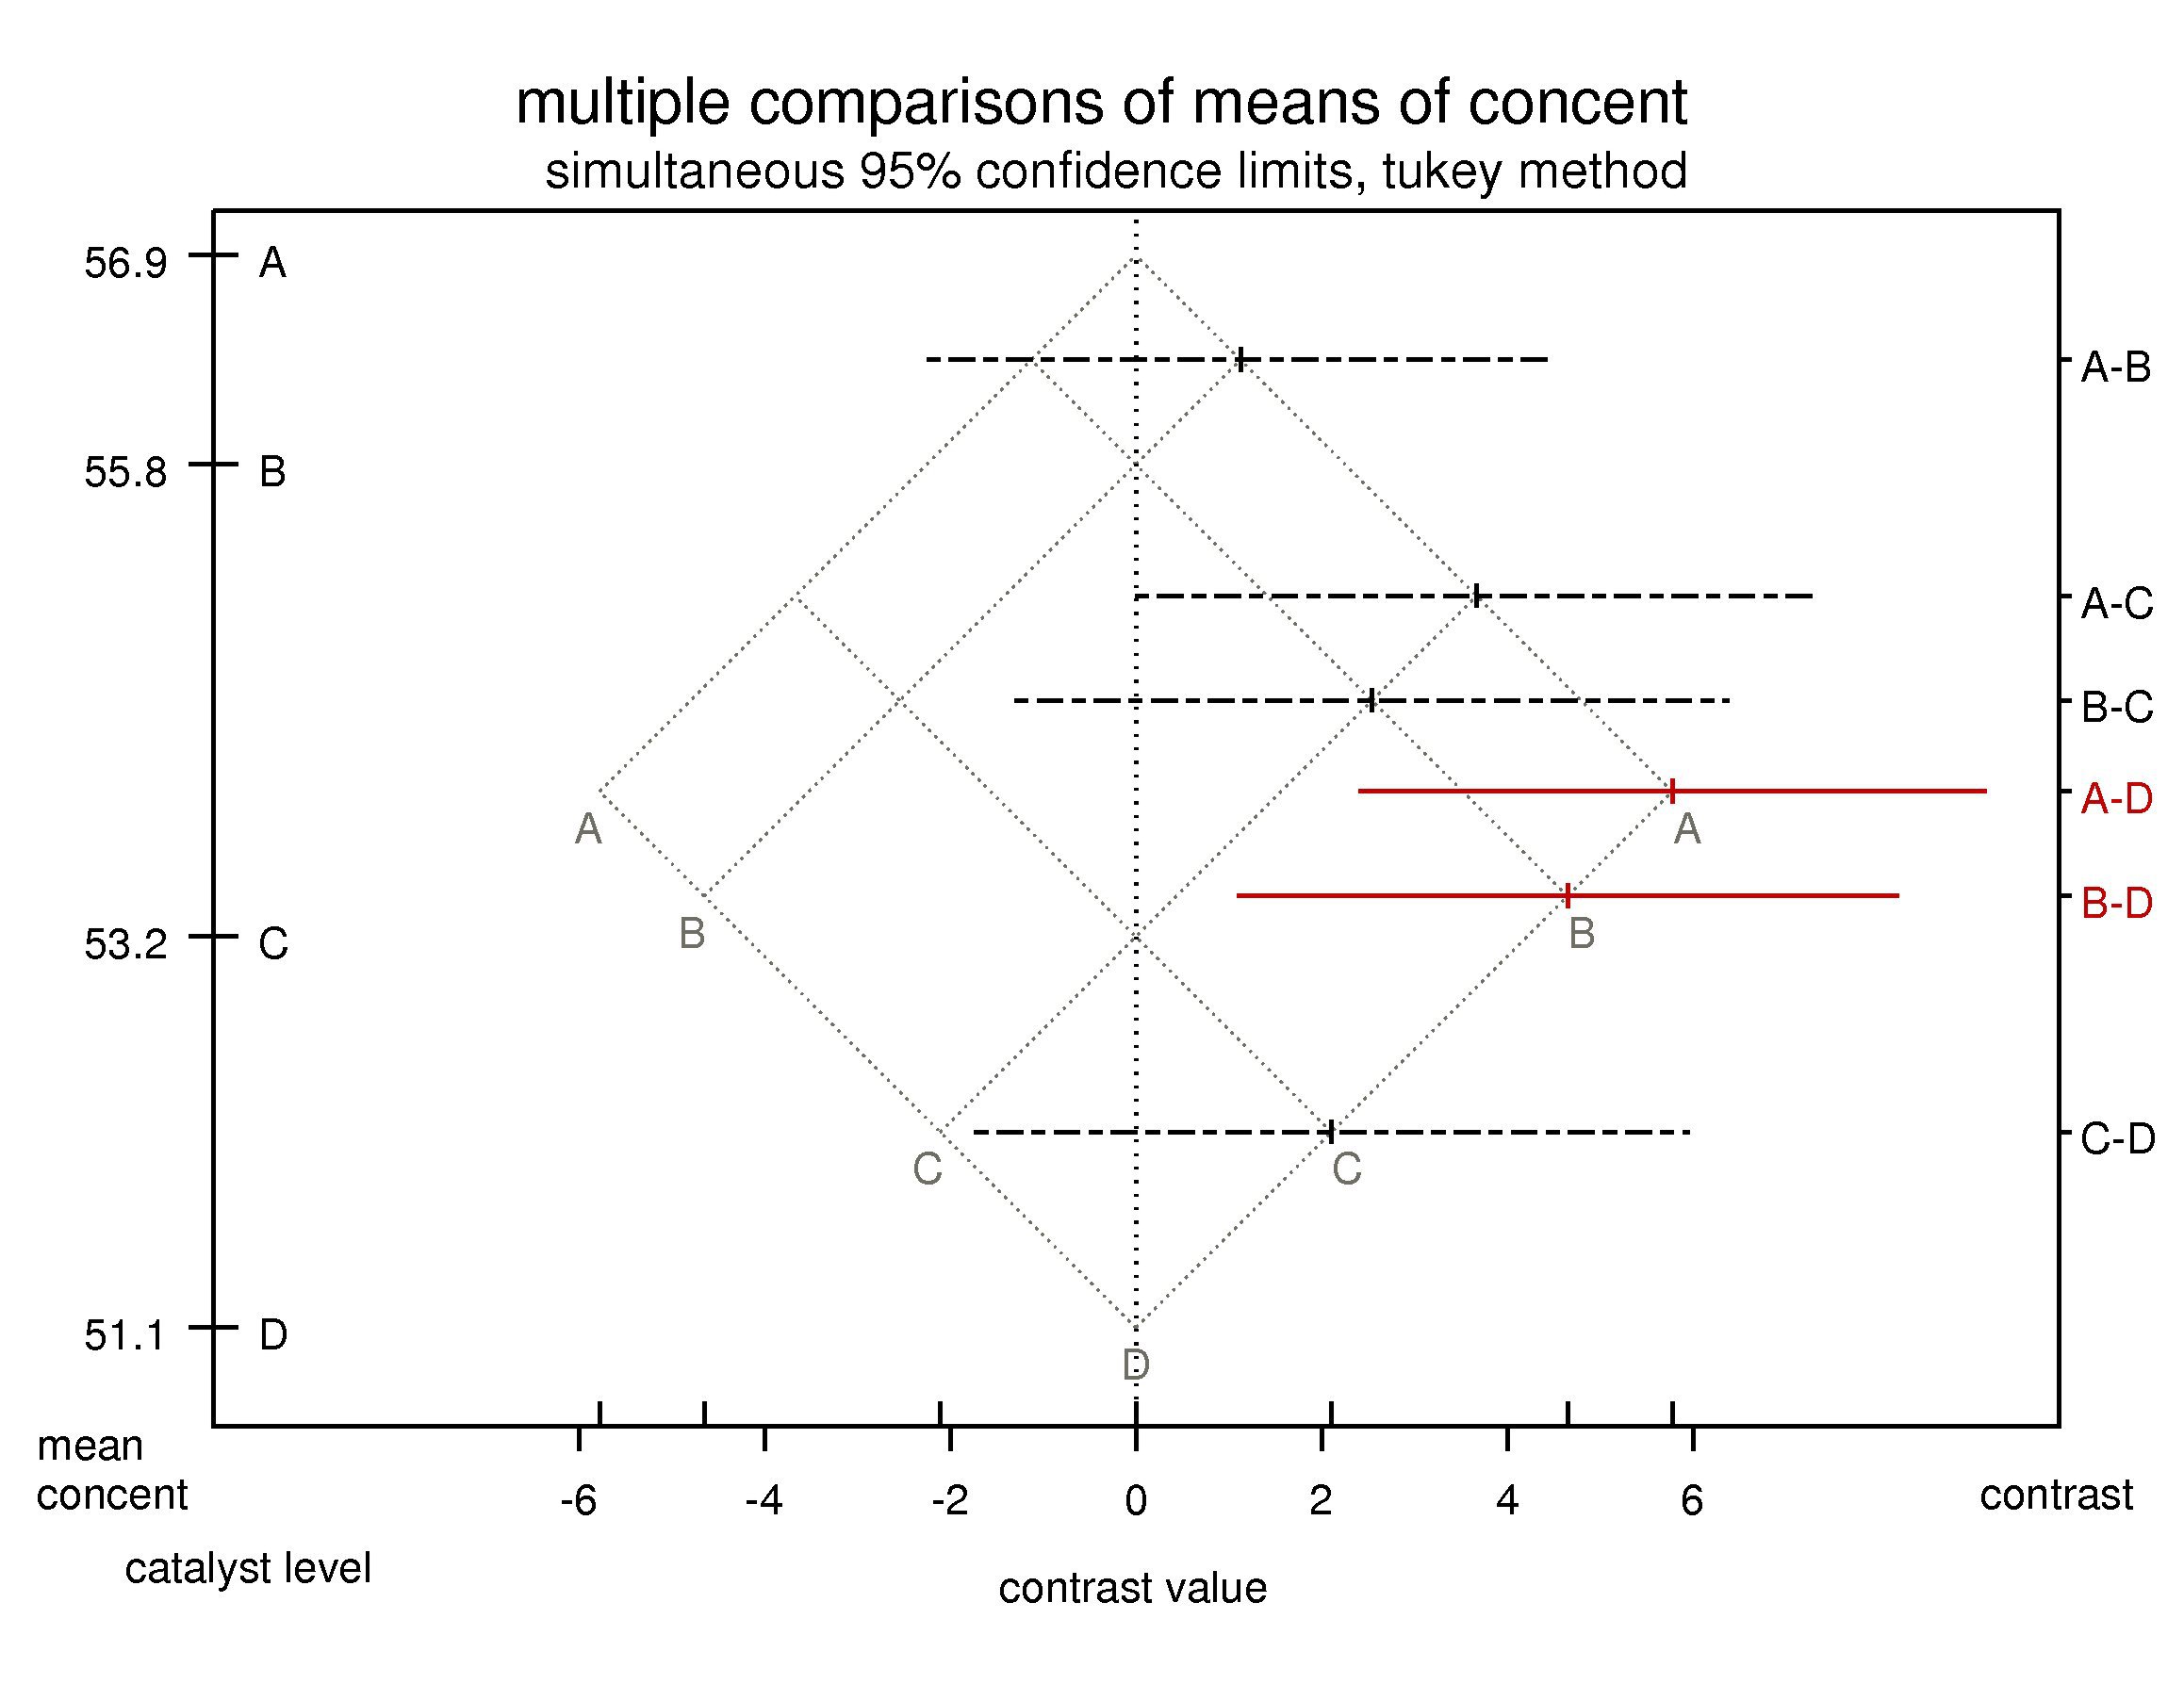 multiple comparisons of means of concent
simultaneous 95% confidence limits, tukey method
56.9 A
A-B
55.8 B
A-C
B-C
A-D
A A
B-D
B B
53.2 C
C-D
C C
51.1 D
D
mean
concent
-6 -4 -2 0 2 4 6 contrast
catalyst level
contrast value